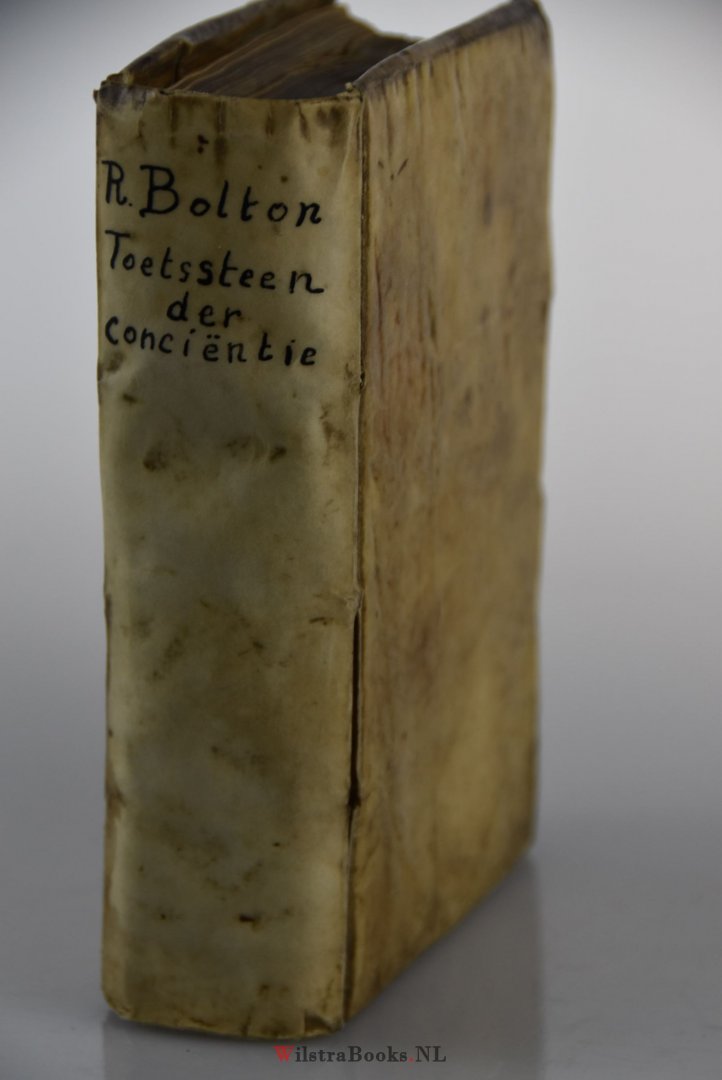 R. Bolton
Toetssteen
der
conciëntie
WilstraBooks.NL